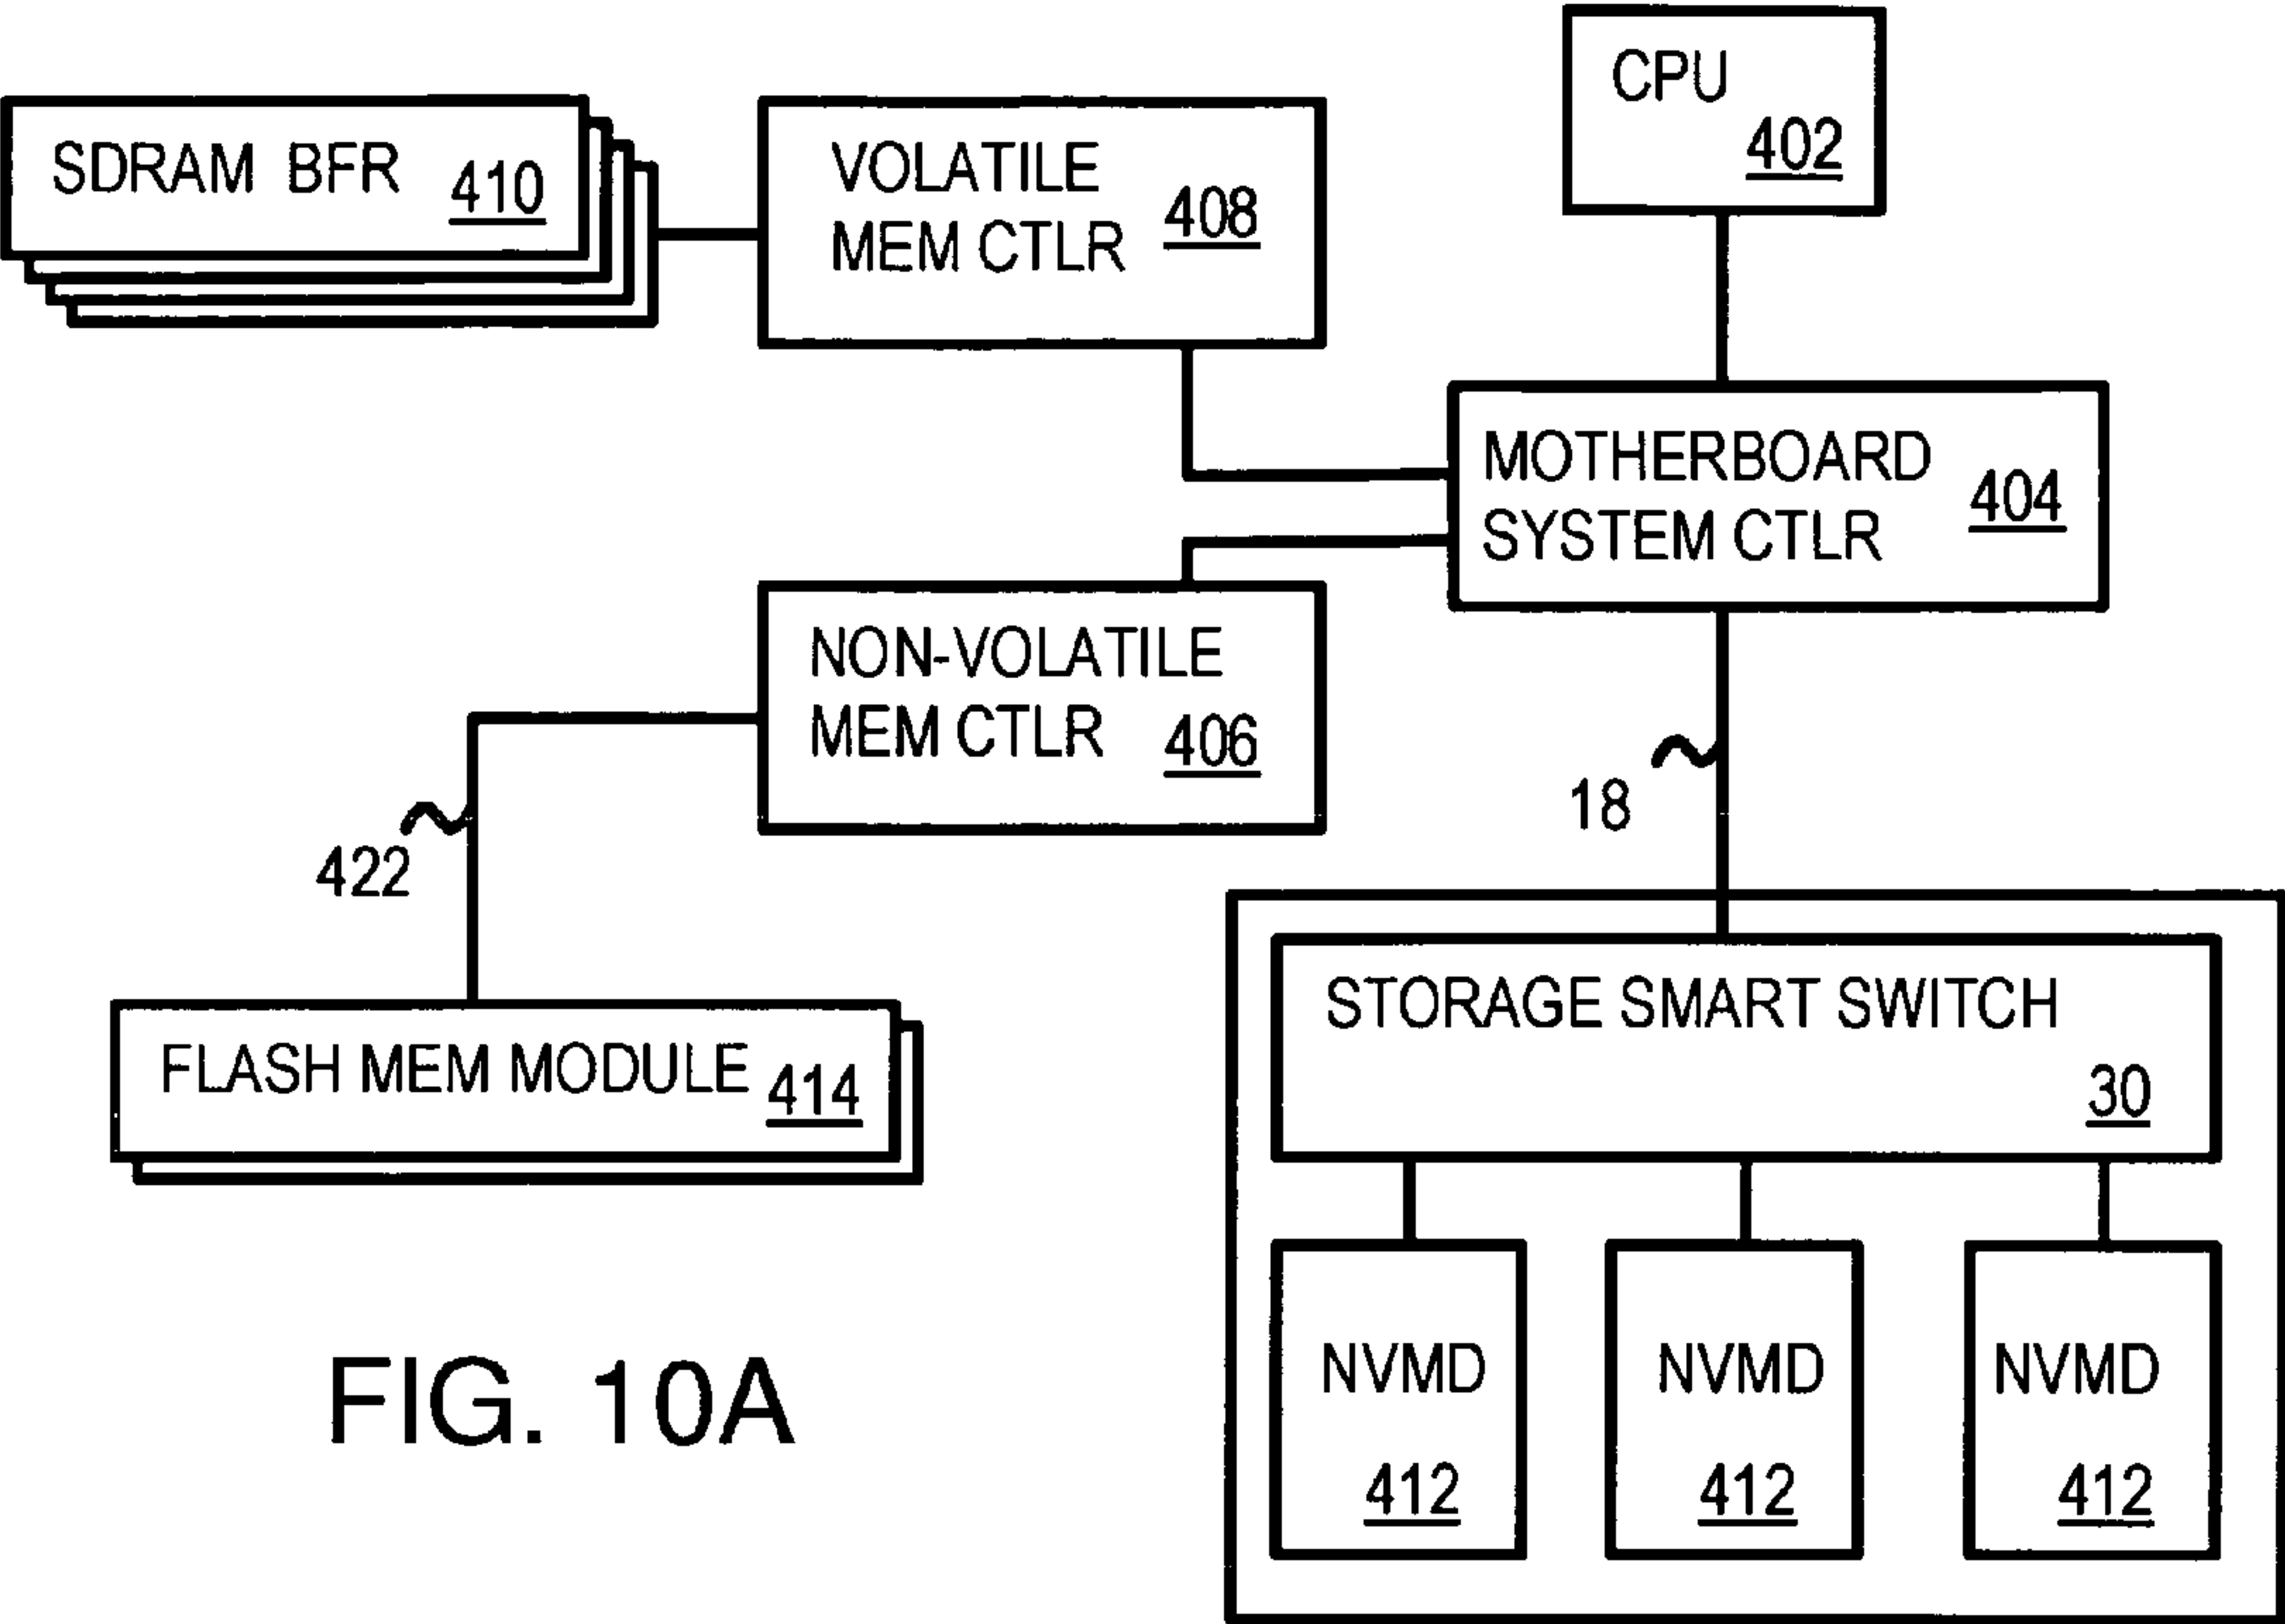 CPU
402
SDRAM BFR
410
VOLATILE
MEM CTLR
408
MOTHERBOARD
SYSTEM CTLR
404
NON-VOLATILE
MEM CTLR
406
18
422
STORAGE SMART SWITCH
30
FLASH MEM MODULE
414
NVMD
412
NVMD
412
NVMD
412
FIG. 10A